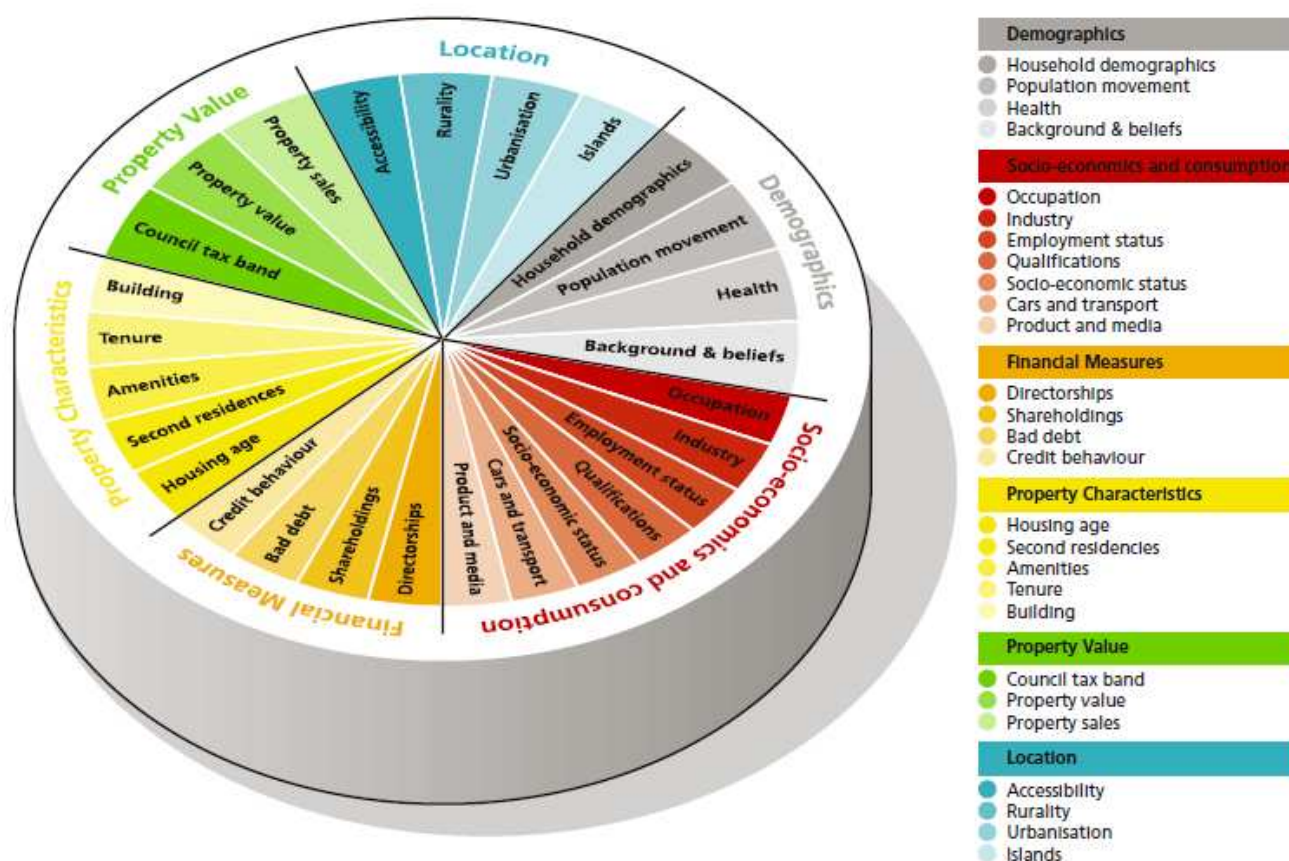 Location
Accessibility
Rurality
Urbanisation
Islands
Demographics
Household demographics
Population movement
Health
Background & beliefs
Socio-economics and consumption
Occupation
Industry
Employment status
Qualifications
Socio-economic status
Cars and transport
Product and media
Financial Measures
Directorships
Shareholdings
Bad debt
Credit behaviour
Property Characteristics
Housing age
Second residences
Amenities
Tenure
Building
Property Value
Council tax band
Property value
Property sales
Demographics
Household demographics
Population movement
Health
Background & beliefs
Socio-economics and consumption
Occupation
Industry
Employment status
Qualifications
Socio-economic status
Cars and transport
Product and media
Financial Measures
Directorships
Shareholdings
Bad debt
Credit behaviour
Property Characteristics
Housing age
Second residencies
Amenities
Tenure
Building
Property Value
Council tax band
Property value
Property sales
Location
Accessibility
Rurality
Urbanisation
Islands